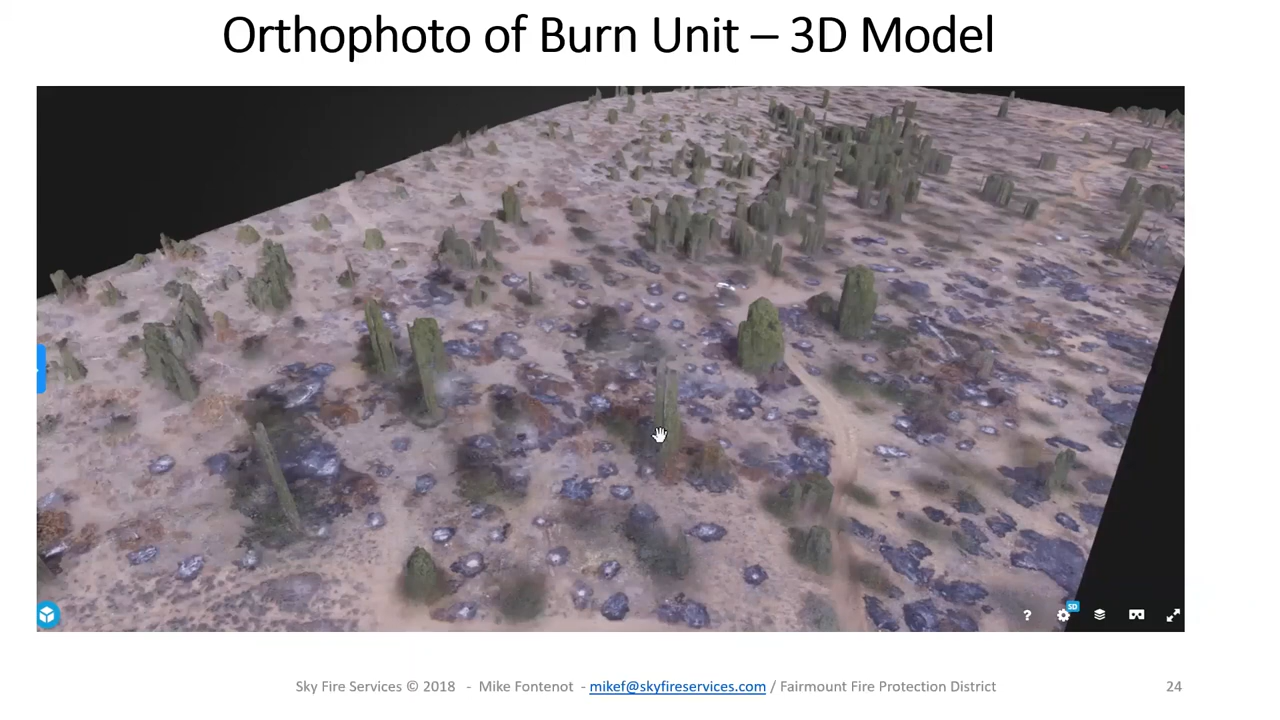 Orthophoto of Burn Unit – 3D Model
?
SD
Sky Fire Services © 2018 - Mike Fontenot - mikef@skyfireservices.com / Fairmount Fire Protection District
24